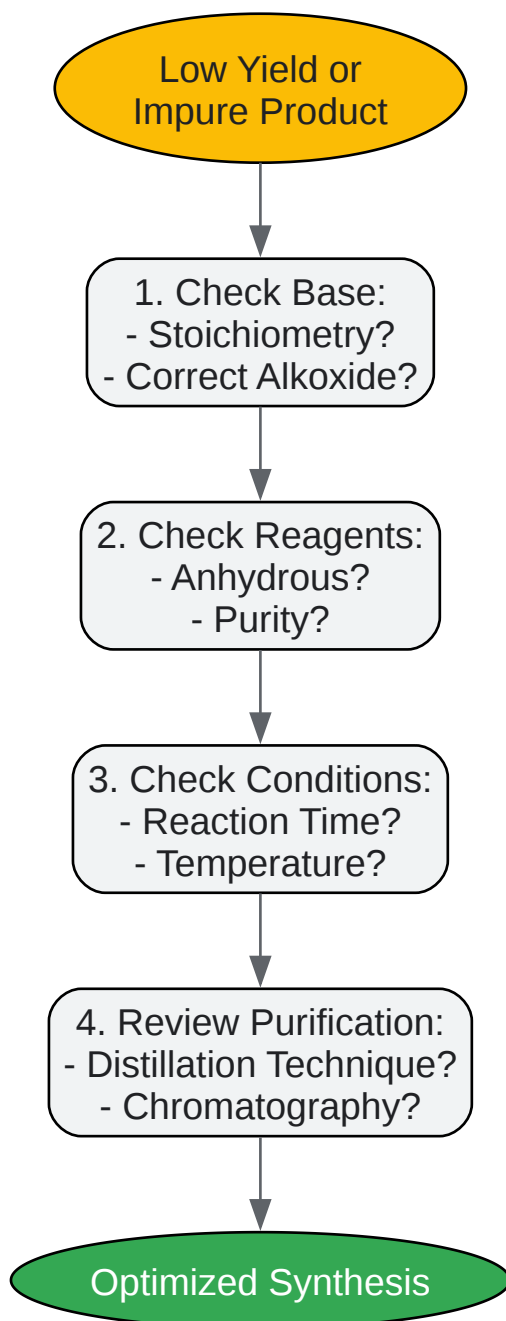 Low Yield or
Impure Product
1. Check Base:
- Stoichiometry?
- Correct Alkoxide?
2. Check Reagents:
- Anhydrous?
- Purity?
3. Check Conditions:
- Reaction Time?
- Temperature?
4. Review Purification:
- Distillation Technique?
- Chromatography?
Optimized Synthesis